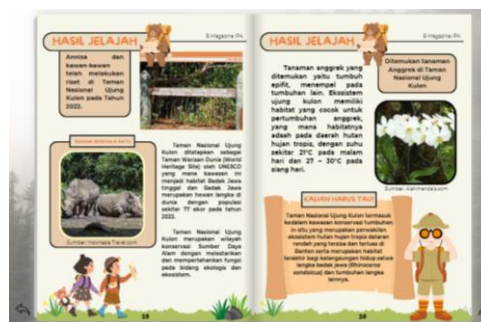 HASIL JELAJAH
E-Magazine IPA
Annisa dan
kawan-kawan
telah melakukan
riset di Taman
Nasional Ujung
Kulon pada Tahun
2022.
BADAK BERCULA SATU
Sumber: Indonesia Travel.com
Taman Nasional Ujung
Kulon ditetapkan sebagai
Taman Warisan Dunia (World
Heritage Site) oleh UNESCO
yang mana kawasan ini
menjadi habitat Badak Jawa
tinggal dan Badak Jawa
merupakan hewan langka di
dunia dengan populasi
sekitar 77 ekor pada tahun
2022.
Taman Nasional Ujung
Kulon merupakan wilayah
konservasi Sumber Daya
Alam dengan melestarikan
dan mempertahankan fungsi
pada bidang ekologis dan
ekosistem.
HASIL JELAJAH
E-Magazine IPA
Tanaman anggrek yang
ditemukan yaitu tumbuh
epifit, menempel pada
tumbuhan lain. Ekosistem
ujung kulon memiliki
habitat yang cocok untuk
pertumbuhan anggrek,
yang mana habitatnya
adaah pada daerah hutan
hujan tropis, dengan suhu
sekitar 21°C pada malam
hari dan 27 - 30°C pada
siang hari.
Ditemukan tanaman
Anggrek di Taman
Nasional Ujung
Kulon
KALIAN HARUS TAU!
Taman Nasional Ujung Kulon termasuk
kedalam kawasan konservasi tumbuhan
in situ yang merupakan perwakilan
ekosistem hutan hujan tropis dataran
rendah yang tersisa dan terluas di
Banten serta merupakan habitat
terakhir bagi kelangsungan hidup satwa
langka badak jawa (Rhinoceros
sondaicus) dan tumbuhan langka
lainnya.